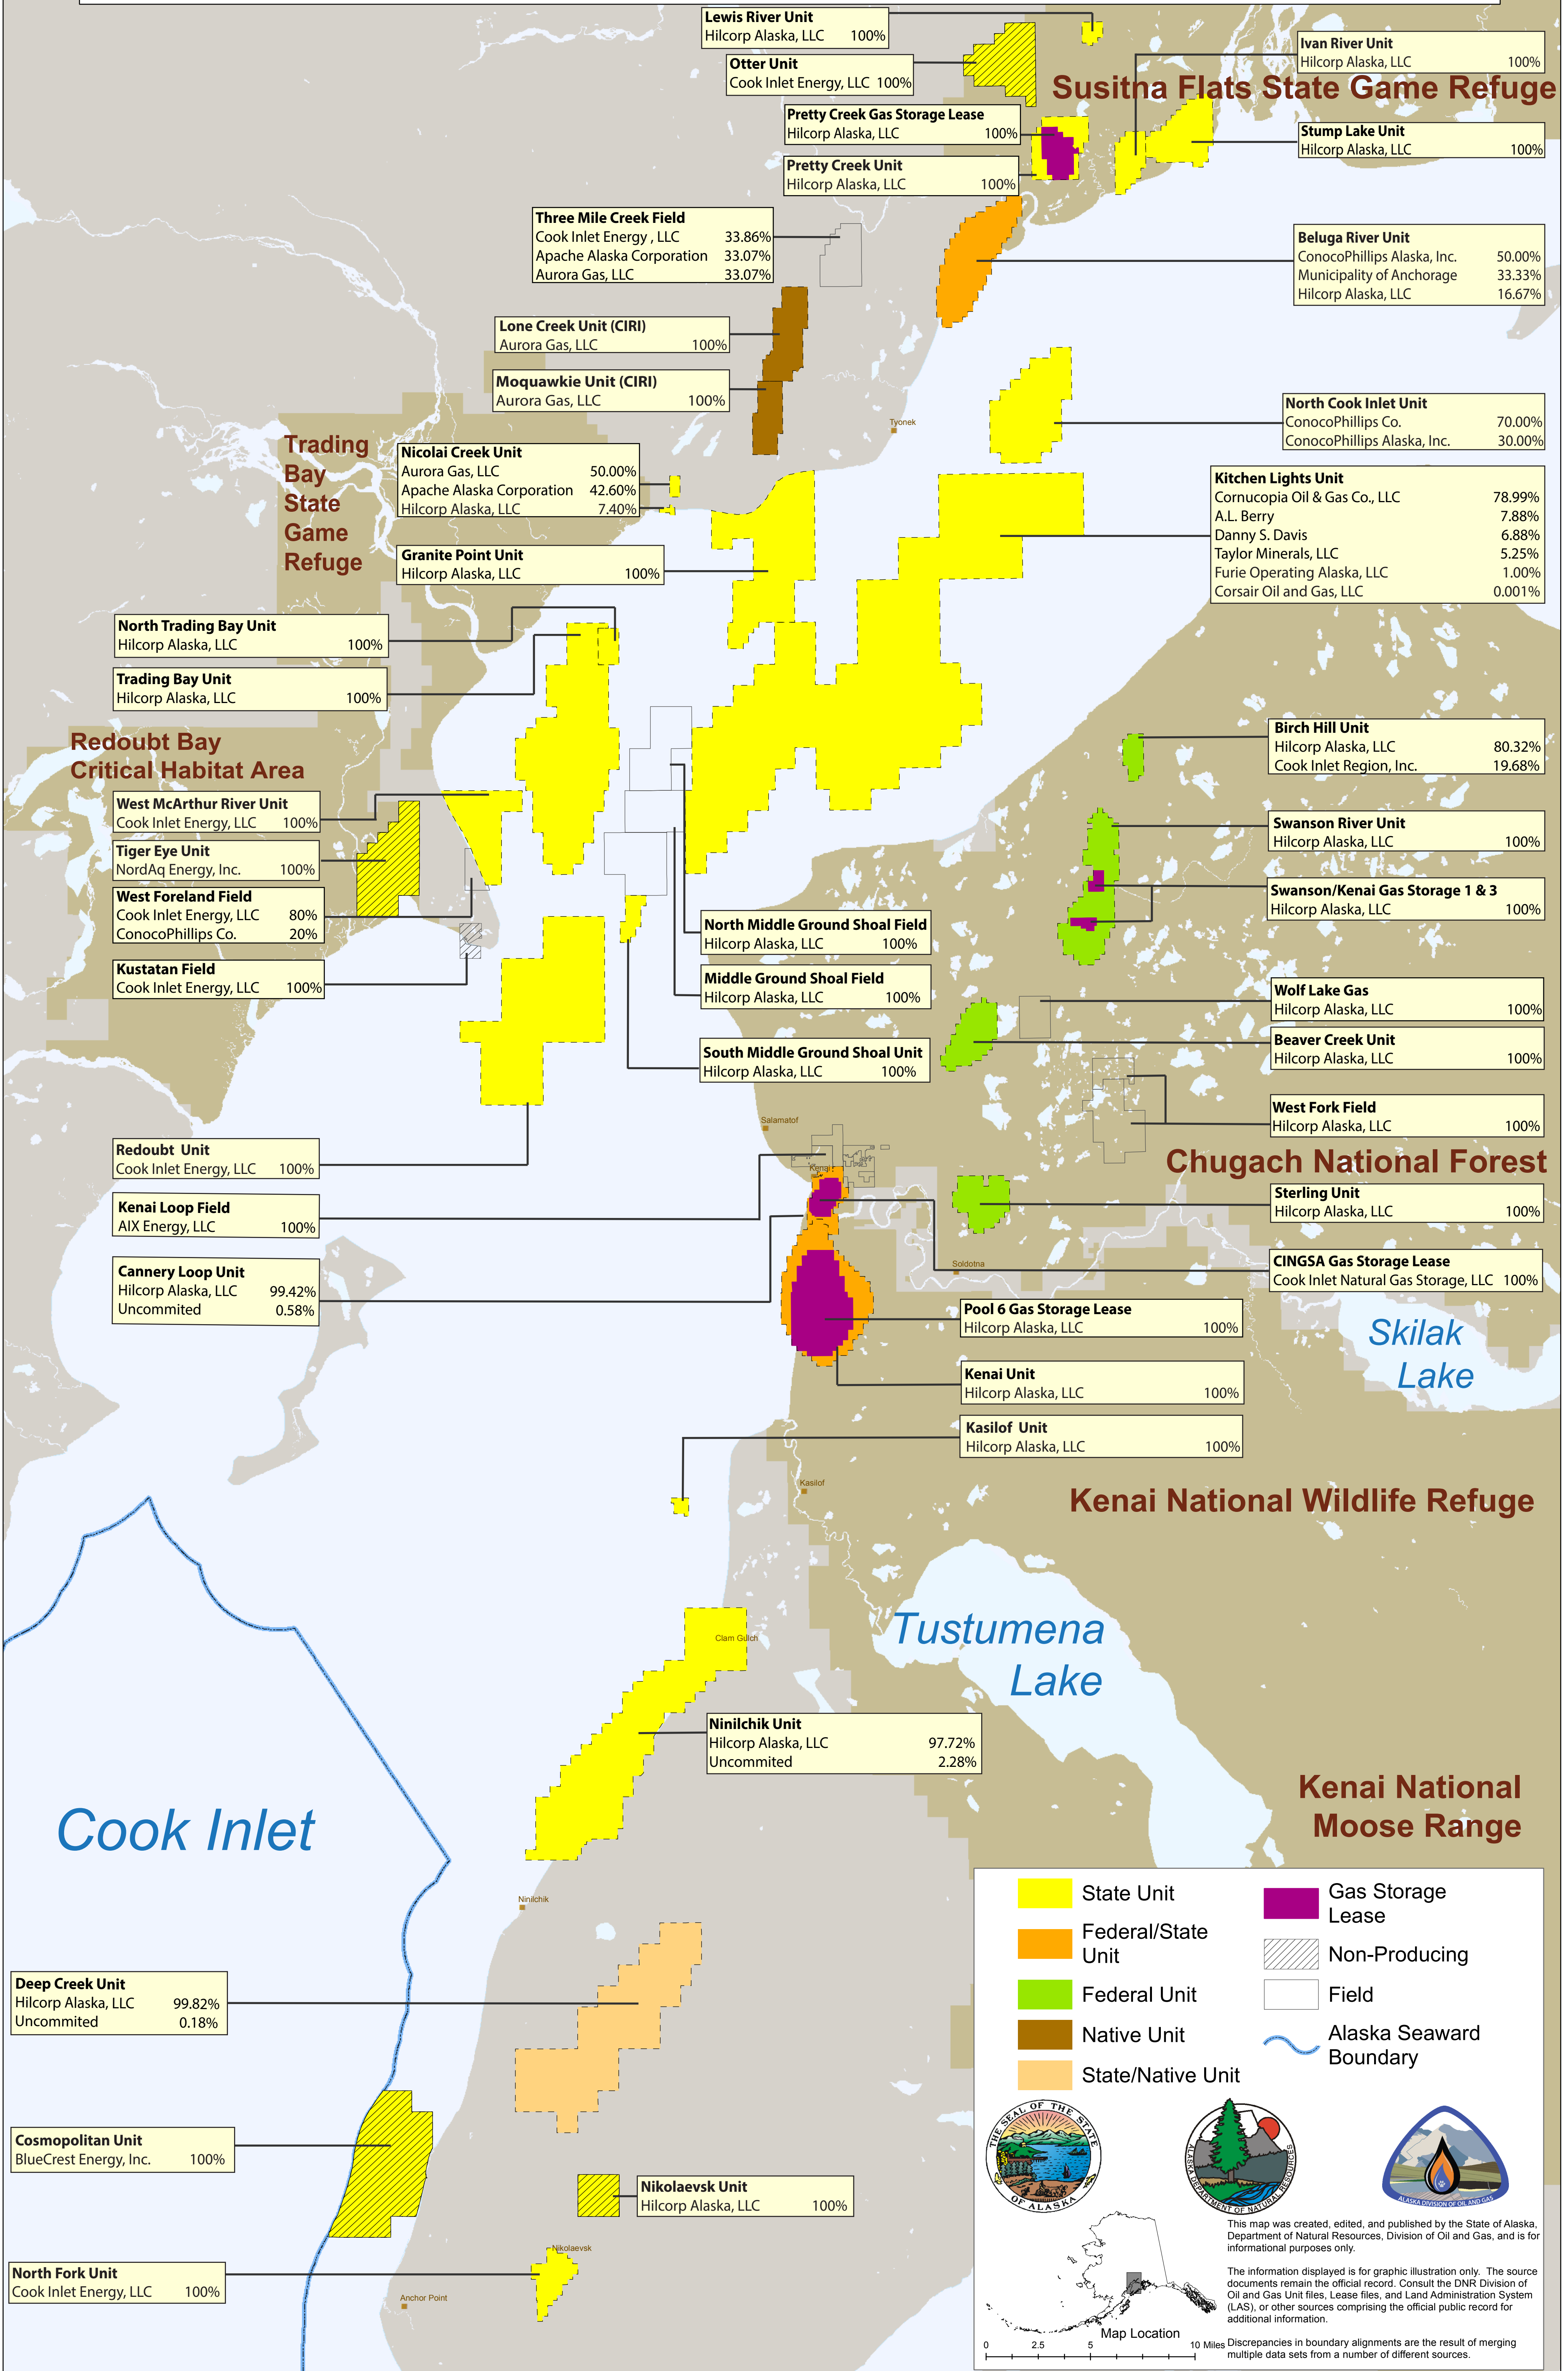 Lewis River Unit
Hilcorp Alaska, LLC 100%
Otter Unit
Cook Inlet Energy, LLC 100%
Ivan River Unit
Hilcorp Alaska, LLC 100%
Susitna Flats State Game Refuge
Pretty Creek Gas Storage Lease
Hilcorp Alaska, LLC 100%
Stump Lake Unit
Hilcorp Alaska, LLC 100%
Pretty Creek Unit
Hilcorp Alaska, LLC 100%
Three Mile Creek Field
Cook Inlet Energy , LLC 33.86%
Apache Alaska Corporation 33.07%
Aurora Gas, LLC 33.07%
Beluga River Unit
ConocoPhillips Alaska, Inc. 50.00%
Municipality of Anchorage 33.33%
Hilcorp Alaska, LLC 16.67%
Lone Creek Unit (CIRI)
Aurora Gas, LLC 100%
Moquawkie Unit (CIRI)
Aurora Gas, LLC 100%
Tyonek
North Cook Inlet Unit
ConocoPhillips Co. 70.00%
ConocoPhillips Alaska, Inc. 30.00%
Trading
Bay
State
Game
Refuge
Nicolai Creek Unit
Aurora Gas, LLC 50.00%
Apache Alaska Corporation 42.60%
Hilcorp Alaska, LLC 7.40%
Kitchen Lights Unit
Cornucopia Oil & Gas Co., LLC 78.99%
A.L. Berry 7.88%
Danny S. Davis 6.88%
Taylor Minerals, LLC 5.25%
Furie Operating Alaska, LLC 1.00%
Corsair Oil and Gas, LLC 0.001%
Granite Point Unit
Hilcorp Alaska, LLC 100%
North Trading Bay Unit
Hilcorp Alaska, LLC 100%
Trading Bay Unit
Hilcorp Alaska, LLC 100%
Redoubt Bay
Critical Habitat Area
Birch Hill Unit
Hilcorp Alaska, LLC 80.32%
Cook Inlet Region, Inc. 19.68%
West McArthur River Unit
Cook Inlet Energy, LLC 100%
Tiger Eye Unit
NordAq Energy, Inc. 100%
Swanson River Unit
Hilcorp Alaska, LLC 100%
West Foreland Field
Cook Inlet Energy, LLC 80%
ConocoPhillips Co. 20%
Swanson/Kenai Gas Storage 1 & 3
Hilcorp Alaska, LLC 100%
North Middle Ground Shoal Field
Hilcorp Alaska, LLC 100%
Kustatan Field
Cook Inlet Energy, LLC 100%
Middle Ground Shoal Field
Hilcorp Alaska, LLC 100%
Wolf Lake Gas
Hilcorp Alaska, LLC 100%
Beaver Creek Unit
Hilcorp Alaska, LLC 100%
South Middle Ground Shoal Unit
Hilcorp Alaska, LLC 100%
West Fork Field
Hilcorp Alaska, LLC 100%
Salamatof
Redoubt Unit
Cook Inlet Energy, LLC 100%
Kenai
Chugach National Forest
Kenai Loop Field
AIX Energy, LLC 100%
Sterling Unit
Hilcorp Alaska, LLC 100%
Cannery Loop Unit
Hilcorp Alaska, LLC 99.42%
Uncommited 0.58%
Soldotna
CINGSA Gas Storage Lease
Cook Inlet Natural Gas Storage, LLC 100%
Pool 6 Gas Storage Lease
Hilcorp Alaska, LLC 100%
Skilak
Lake
Kenai Unit
Hilcorp Alaska, LLC 100%
Kasilof Unit
Hilcorp Alaska, LLC 100%
Kasilof
Kenai National Wildlife Refuge
Clam Gulch
Tustumena
Lake
Ninilchik Unit
Hilcorp Alaska, LLC 97.72%
Uncommited 2.28%
Kenai National
Moose Range
Cook Inlet
Ninilchik
Deep Creek Unit
Hilcorp Alaska, LLC 99.82%
Uncommited 0.18%
Cosmopolitan Unit
BlueCrest Energy, Inc. 100%
Nikolaevsk Unit
Hilcorp Alaska, LLC 100%
Nikolaevsk
North Fork Unit
Cook Inlet Energy, LLC 100%
Anchor Point
State Unit
Federal/State
Unit
Federal Unit
Native Unit
State/Native Unit
Gas Storage
Lease
Non-Producing
Field
Alaska Seaward
Boundary
THE SEAL OF THE STATE
OF ALASKA
ALASKA DEPARTMENT OF NATURAL RESOURCES
ALASKA DIVISION OF OIL AND GAS
This map was created, edited, and published by the State of Alaska,
Department of Natural Resources, Division of Oil and Gas, and is for
informational purposes only.
The information displayed is for graphic illustration only. The source
documents remain the official record. Consult the DNR Division of
Oil and Gas Unit files, Lease files, and Land Administration System
(LAS), or other sources comprising the official public record for
additional information.
Discrepancies in boundary alignments are the result of merging
multiple data sets from a number of different sources.
Map Location
0 2.5 5 10 Miles